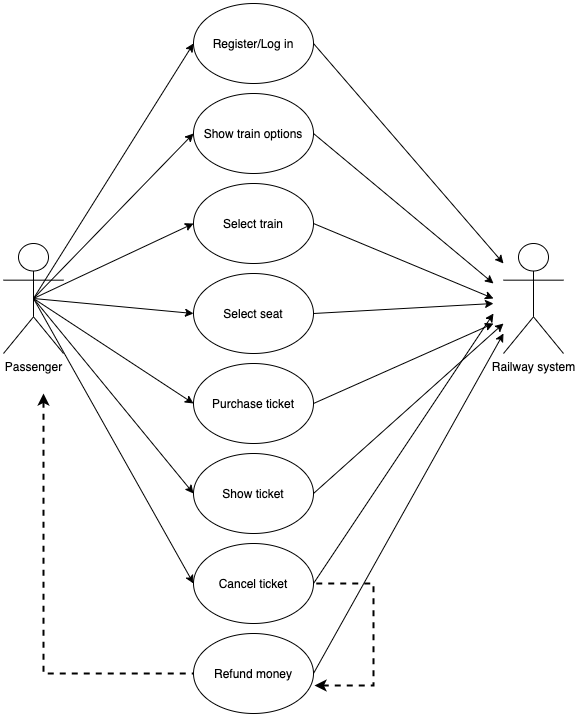 Register/Log in
Show train options
Select train
Select seat
Passenger
Railway system
Purchase ticket
Show ticket
Cancel ticket
Refund money